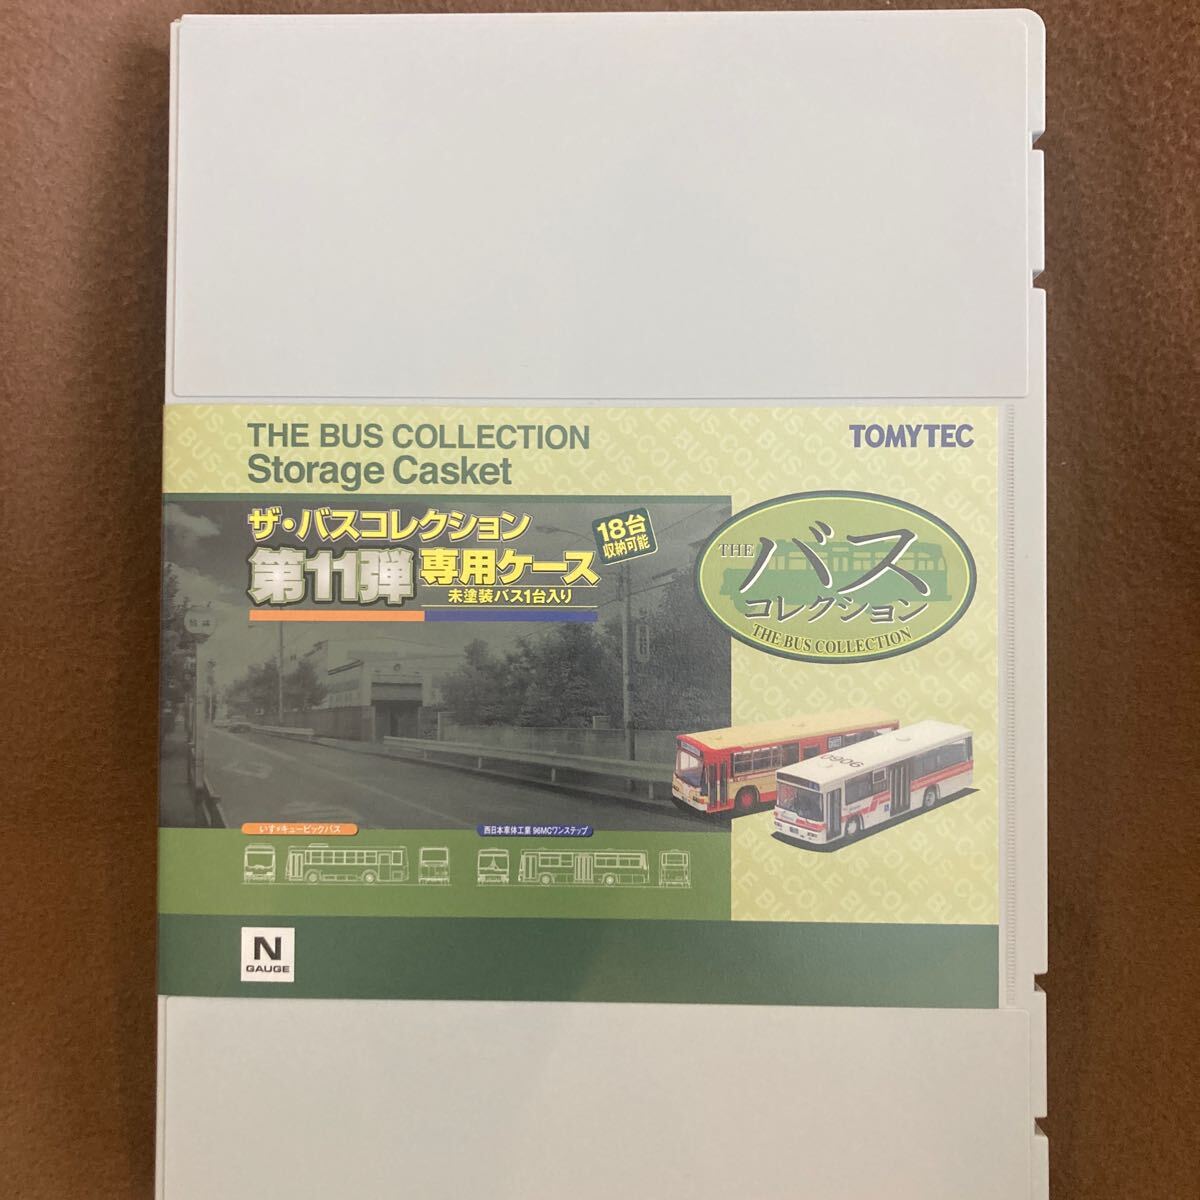 THE BUS COLLECTION
Storage Casket
TOMYTEC
ザ・バスコレクション
第11弾 専用ケース
未塗装バス1台入り
18台
収納可能
THE バス
コレクション
THE BUS COLLECTION
0906
いすゞキュービックバス
西日本車体工業 96MCワンステップ
N
GAUGE